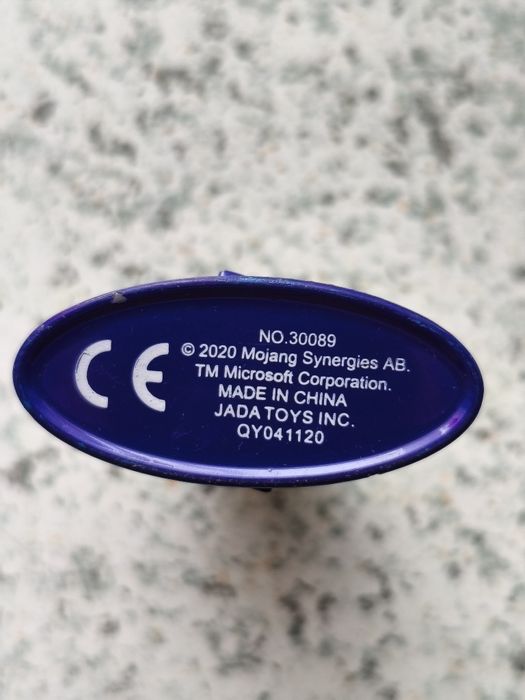 CE
NO.30089
© 2020 Mojang Synergies AB.
TM Microsoft Corporation.
MADE IN CHINA
JADA TOYS INC.
QY041120